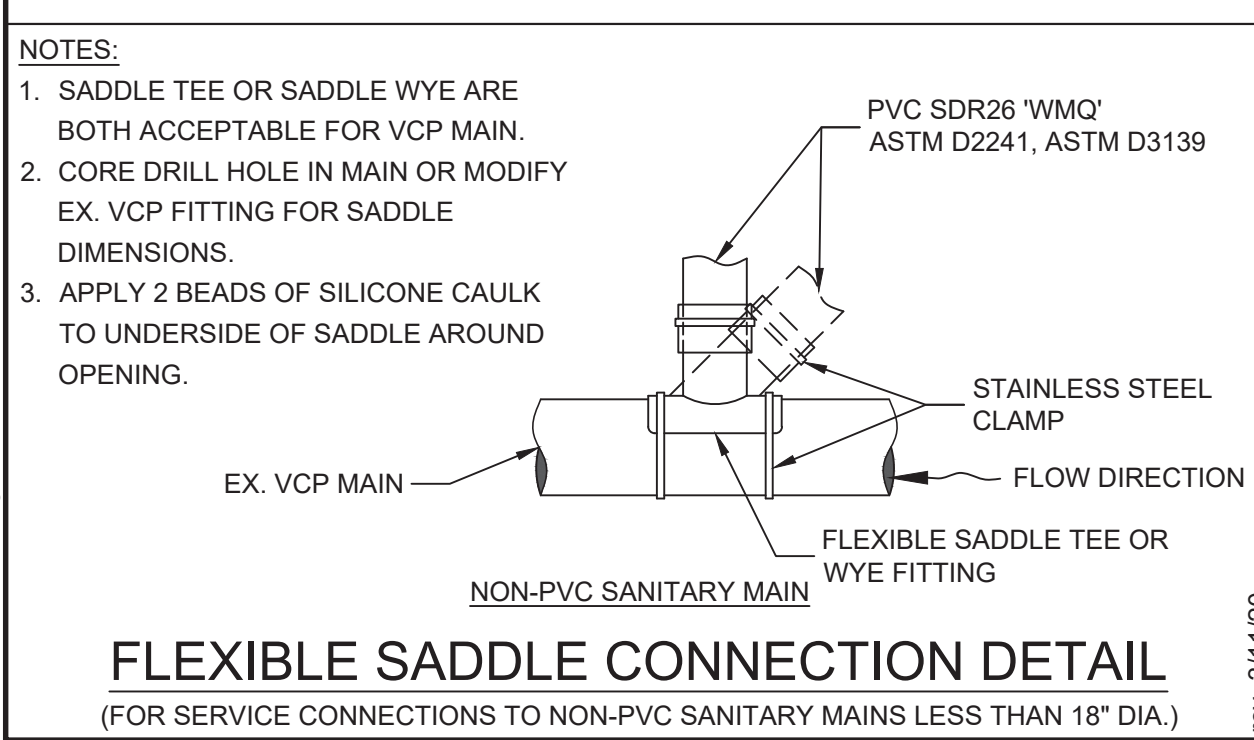 NOTES:
1. SADDLE TEE OR SADDLE WYE ARE
BOTH ACCEPTABLE FOR VCP MAIN.
2. CORE DRILL HOLE IN MAIN OR MODIFY
EX. VCP FITTING FOR SADDLE
DIMENSIONS.
3. APPLY 2 BEADS OF SILICONE CAULK
TO UNDERSIDE OF SADDLE AROUND
OPENING.
PVC SDR26 'WMQ'
ASTM D2241, ASTM D3139
STAINLESS STEEL
CLAMP
EX. VCP MAIN
FLOW DIRECTION
FLEXIBLE SADDLE TEE OR
WYE FITTING
NON-PVC SANITARY MAIN
FLEXIBLE SADDLE CONNECTION DETAIL
(FOR SERVICE CONNECTIONS TO NON-PVC SANITARY MAINS LESS THAN 18" DIA.)